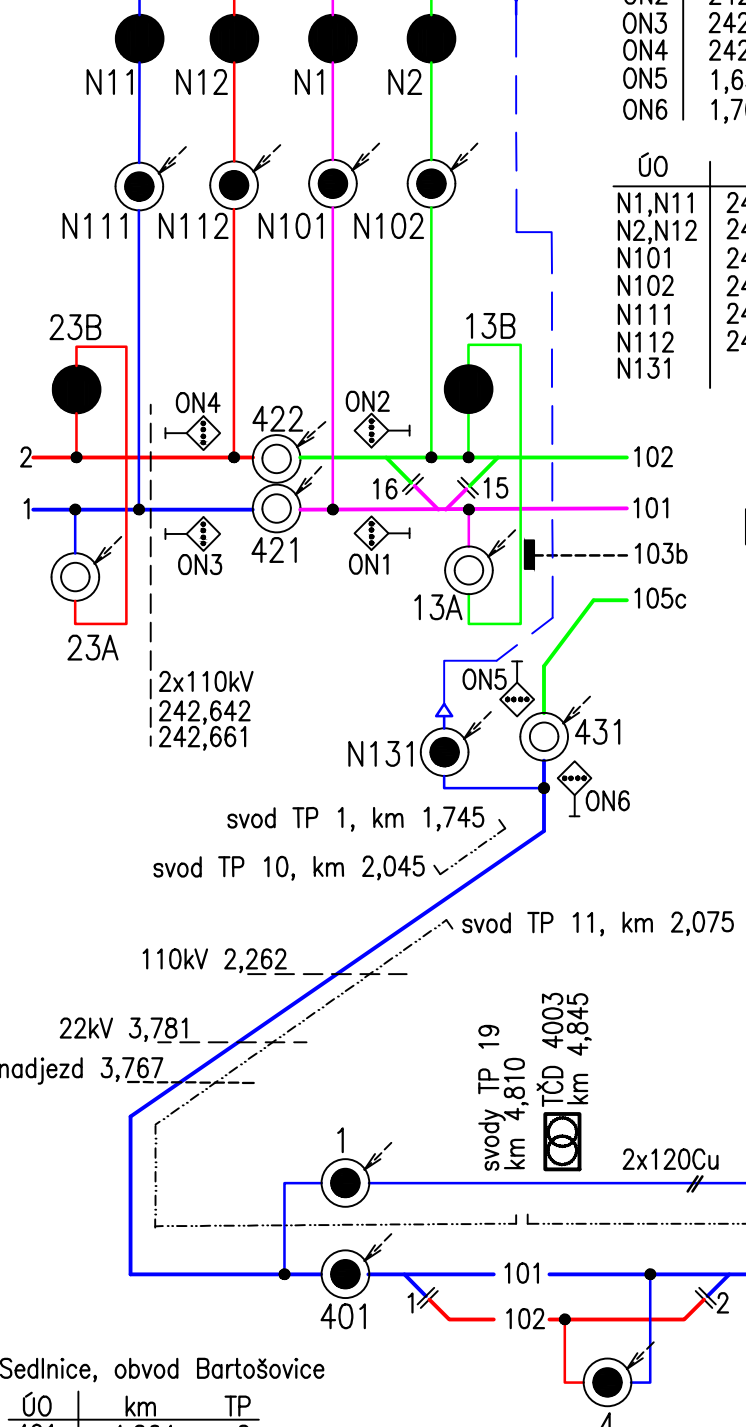 ON3 242
ON4 242
ON5
ON6
N11 N12 N1 N2
ÚO
N1,N11 24
N2,N12 24
N101 24
N102 24
N111 24
N112 24
N131
N111 N112 N101 N102
23B 13B
ON4 422 ON2
2 102
16 15
1 101
ON3 421 ON1
103b
13A
105c
23A
2x110kV
242,642
242,661
ON5
N131 431
ON6
svod TP 1, km 1,745
svod TP 10, km 2,045
svod TP 11, km 2,075
110kV 2,262
22kV 3,781
nadjezd 3,767
svody TP 19
km 4,810
TČD 4003
km 4,845
1
2x120Cu
101
401 1 102 2
4
Sedlnice, obvod Bartošovice
ÚO km TP